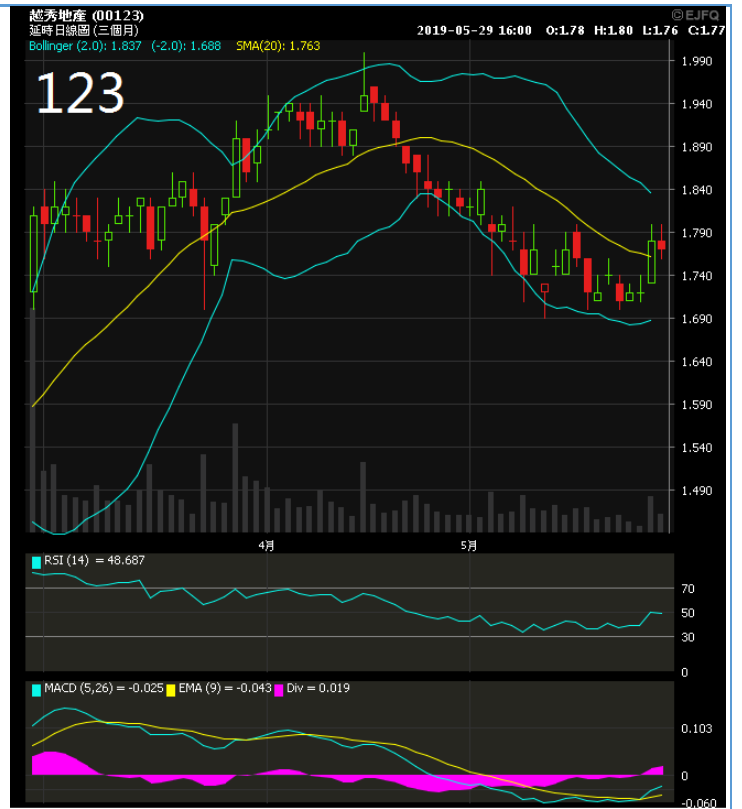 越秀地產 (00123)
©EJFQ
延時日線圖 (三個月)
2019-05-29 16:00 O:1.78 H:1.80 L:1.76 C:1.77
Bollinger (2.0): 1.837 (-2.0): 1.688 SMA(20): 1.763
123
1.990
1.940
1.890
1.840
1.790
1.740
1.690
1.640
1.590
1.540
1.490
4月
5月
RSI (14) = 48.687
70
50
30
0
MACD (5,26) = -0.025 EMA (9) = -0.043 Div = 0.019
0.103
0
-0.060